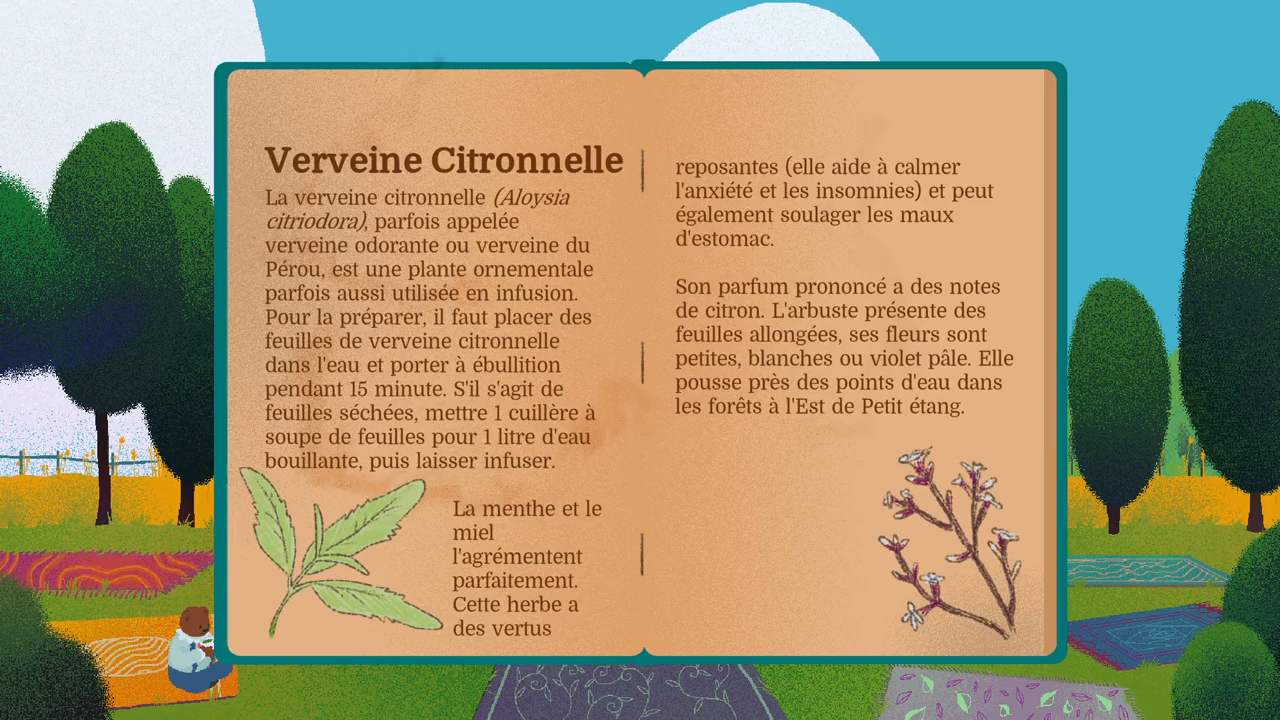 Verveine Citronnelle
La verveine citronnelle (Aloysia
citriodora), parfois appelée
verveine odorante ou verveine du
Pérou, est une plante ornementale
parfois aussi utilisée en infusion.
Pour la préparer, il faut placer des
feuilles de verveine citronnelle
dans l'eau et porter à ébullition
pendant 15 minute. S'il s'agit de
feuilles séchées, mettre 1 cuillère à
soupe de feuilles pour 1 litre d'eau
bouillante, puis laisser infuser.
La menthe et le
miel
l'agrémentent
parfaitement.
Cette herbe a
des vertus
reposantes (elle aide à calmer
l'anxiété et les insomnies) et peut
également soulager les maux
d'estomac.
Son parfum prononcé a des notes
de citron. L'arbuste présente des
feuilles allongées, ses fleurs sont
petites, blanches ou violet pâle. Elle
pousse près des points d'eau dans
les forêts à l'Est de Petit étang.